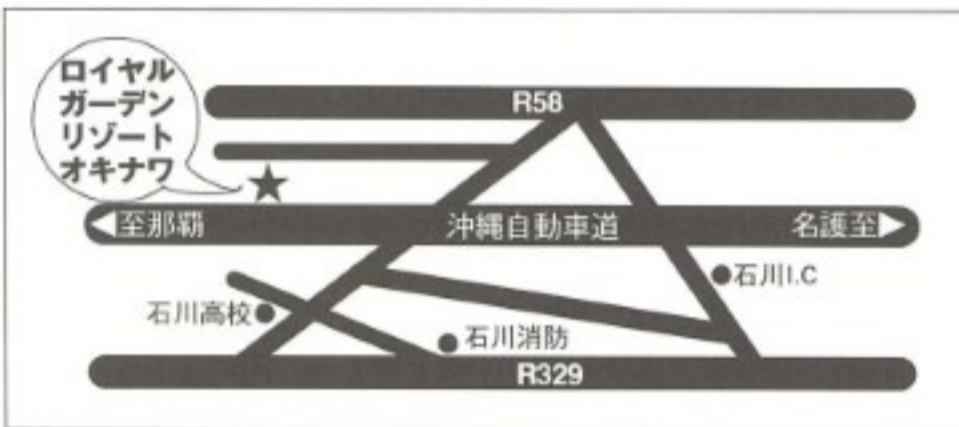 ロイヤル
ガーデン
リゾート
オキナワ
R58
◀至那覇
沖縄自動車道
名護至▶
石川I.C
石川高校
石川消防
R329